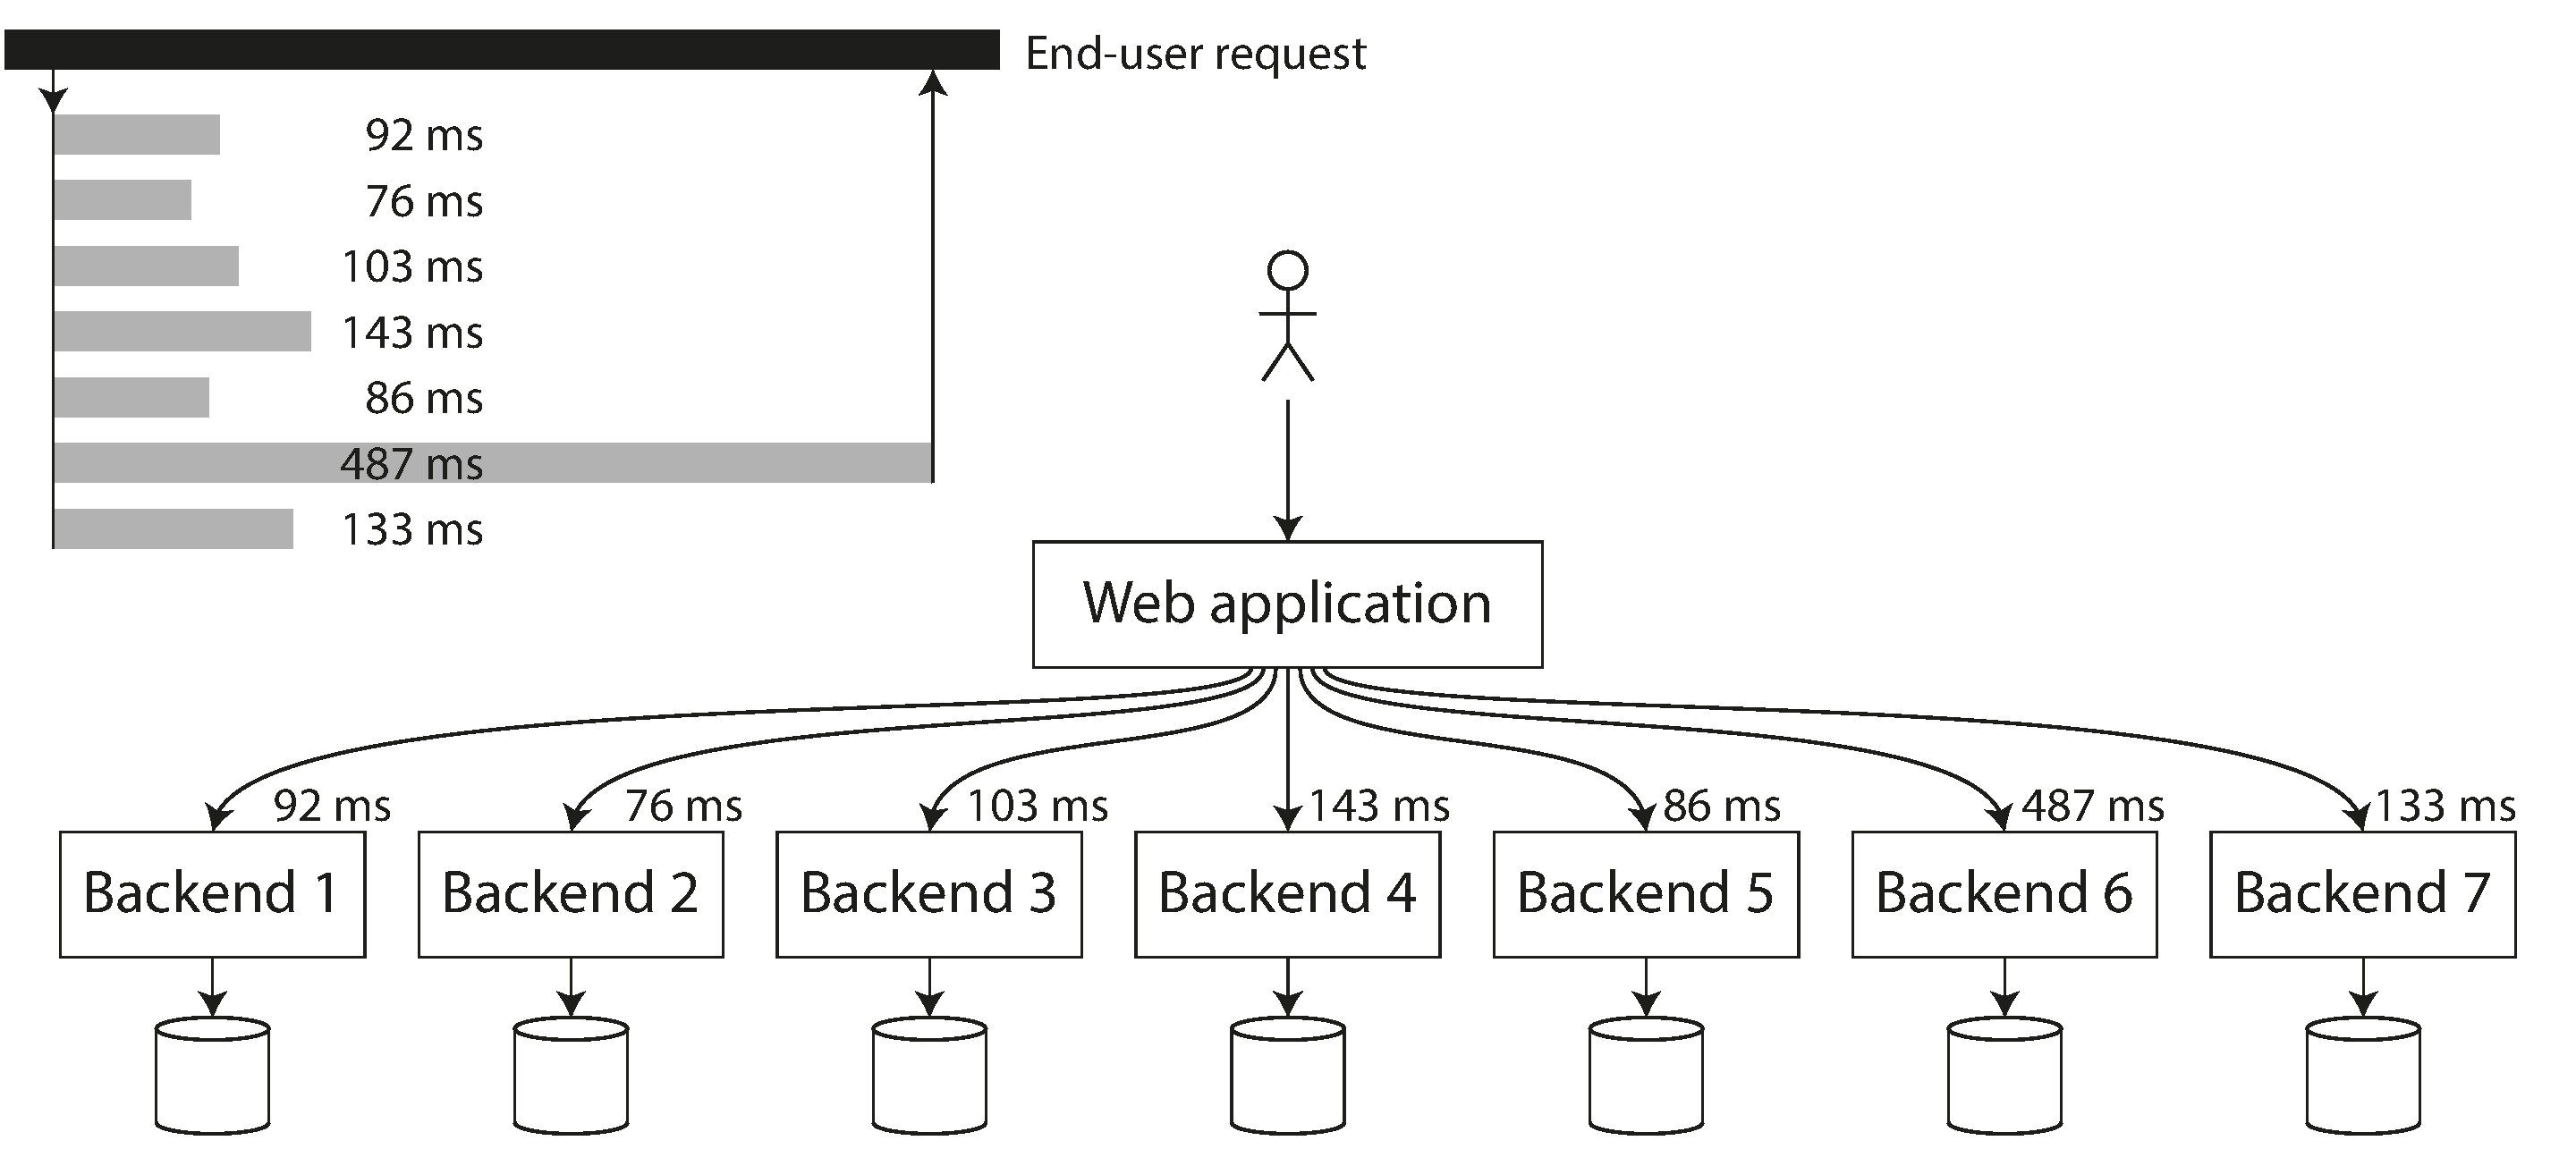 End-user request
92 ms
76 ms
103 ms
143 ms
86 ms
487 ms
133 ms
Web application
92 ms
76 ms
103 ms
143 ms
86 ms
487 ms
133 ms
Backend 1
Backend 2
Backend 3
Backend 4
Backend 5
Backend 6
Backend 7